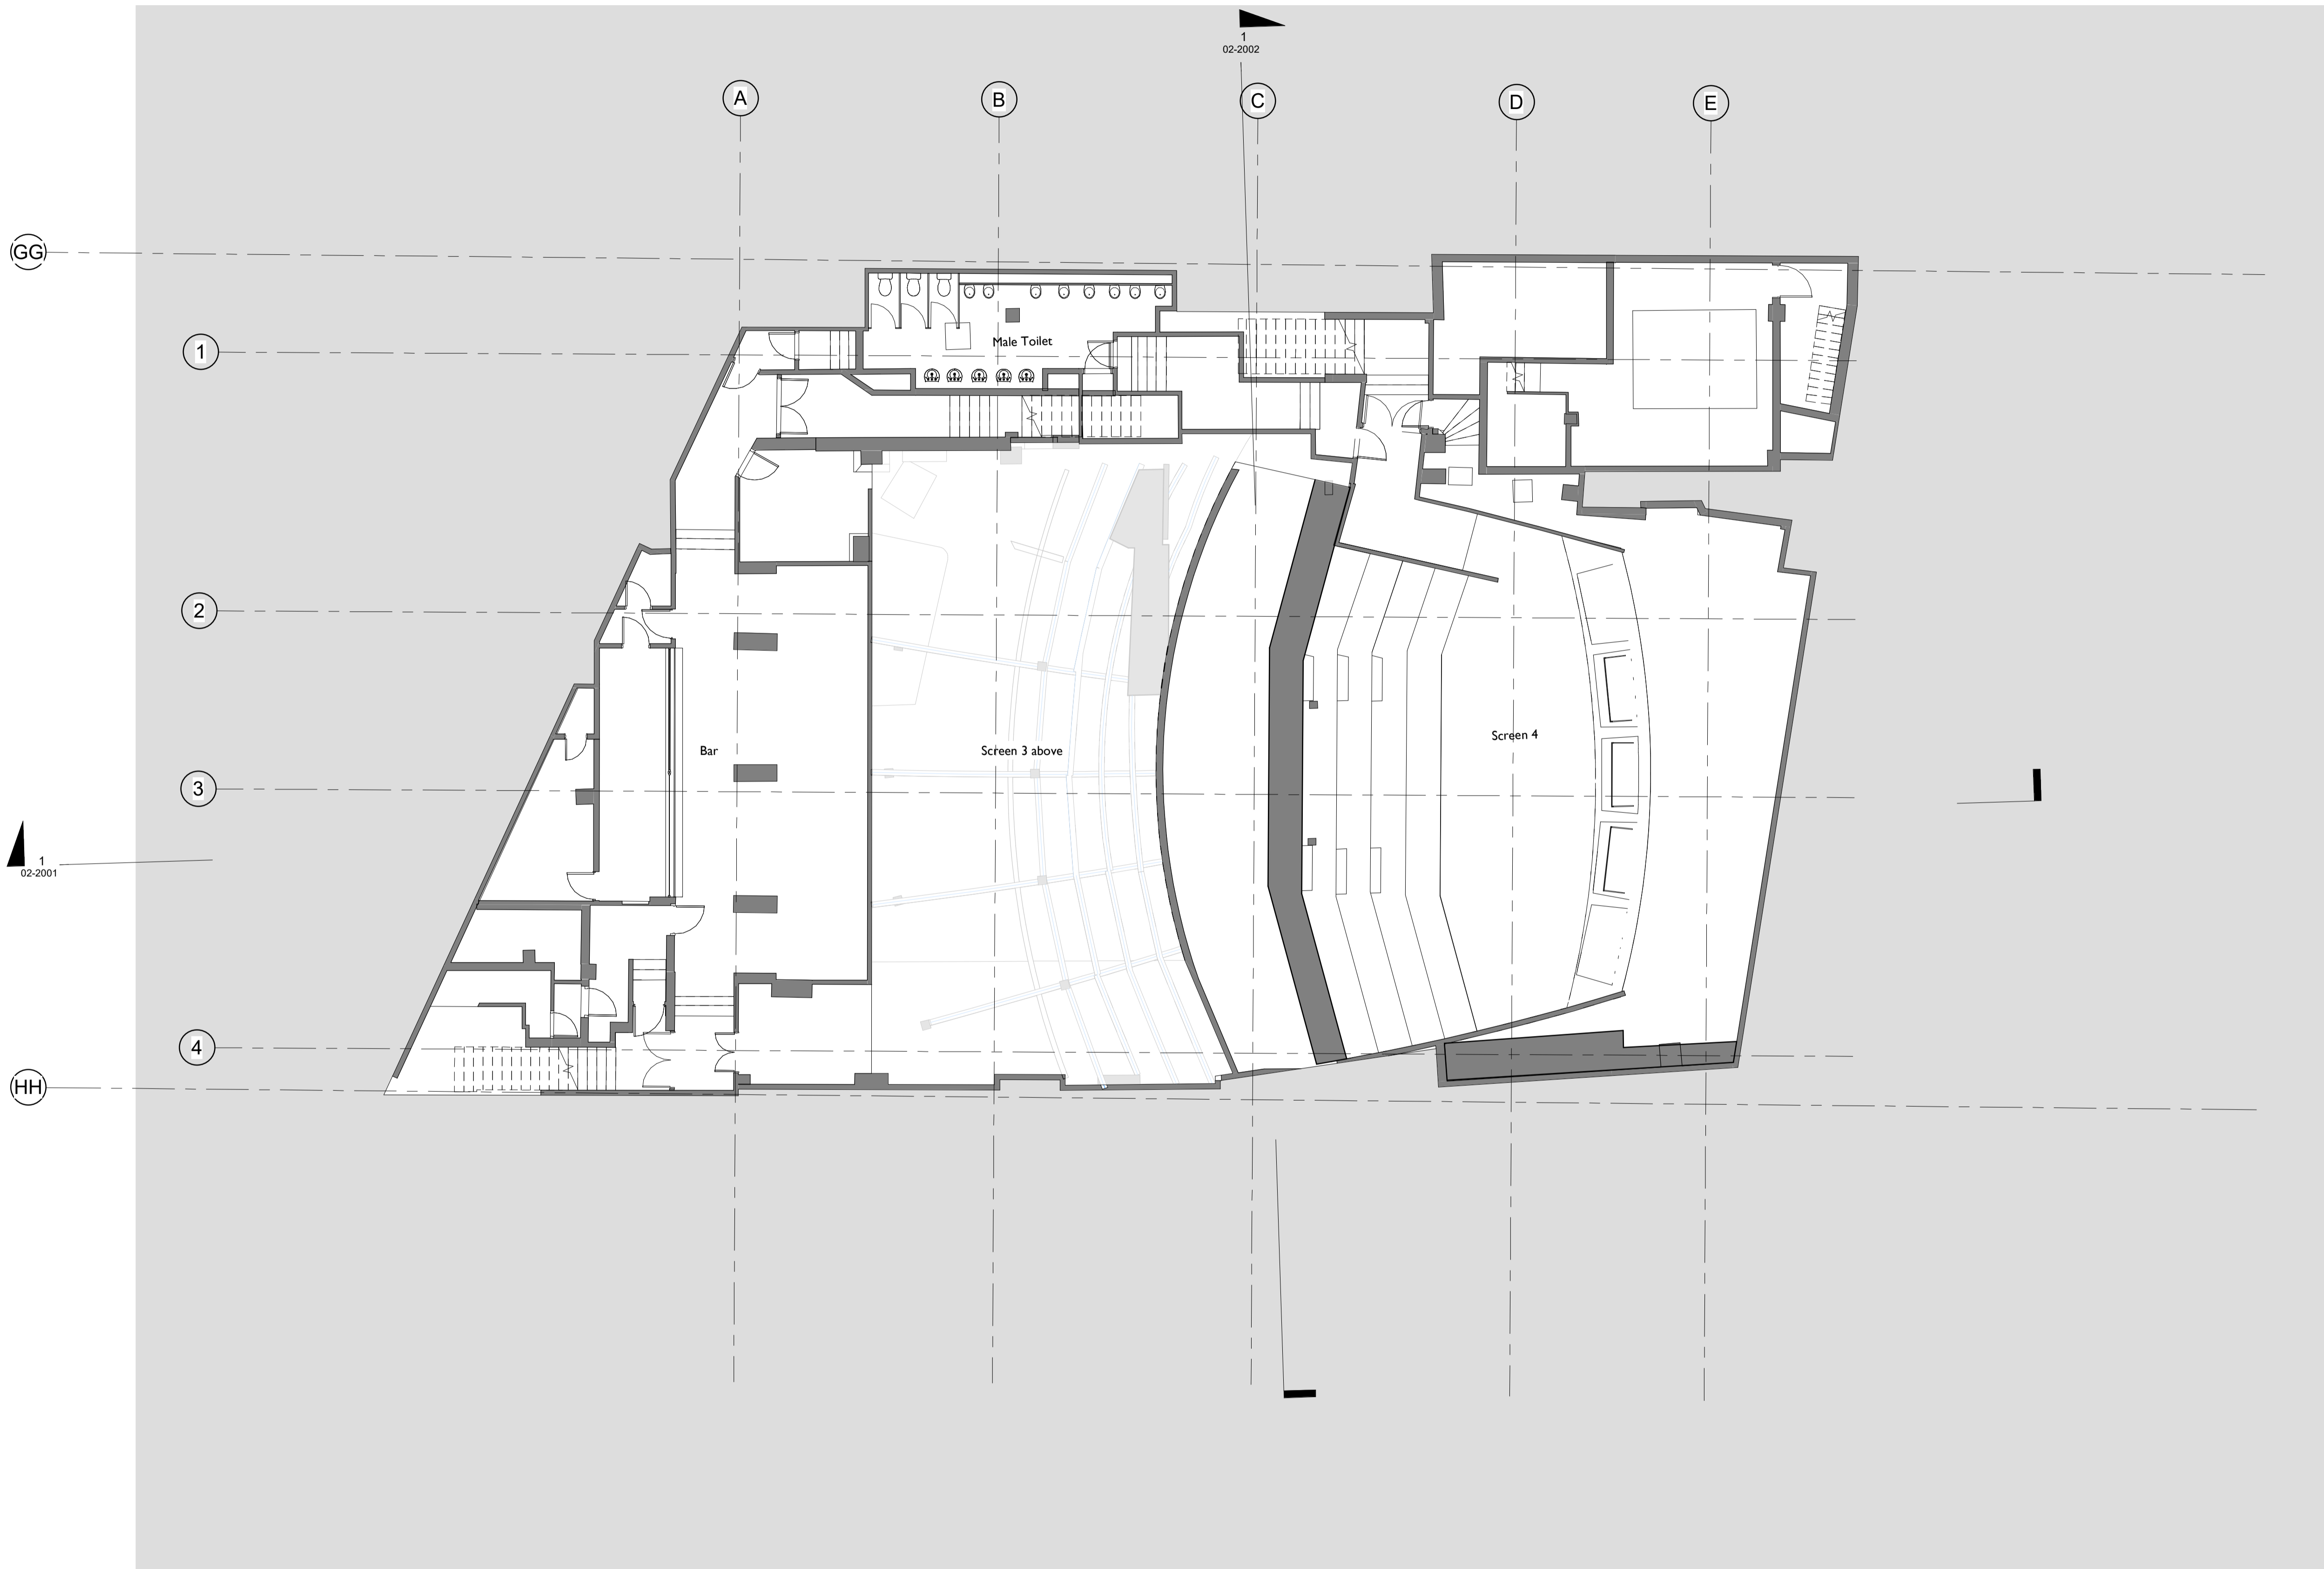 1
02-2002
A
B
C
D
E
GG
1
Male Toilet
2
Bar
Screen 3 above
Screen 4
3
1
02-2001
4
HH